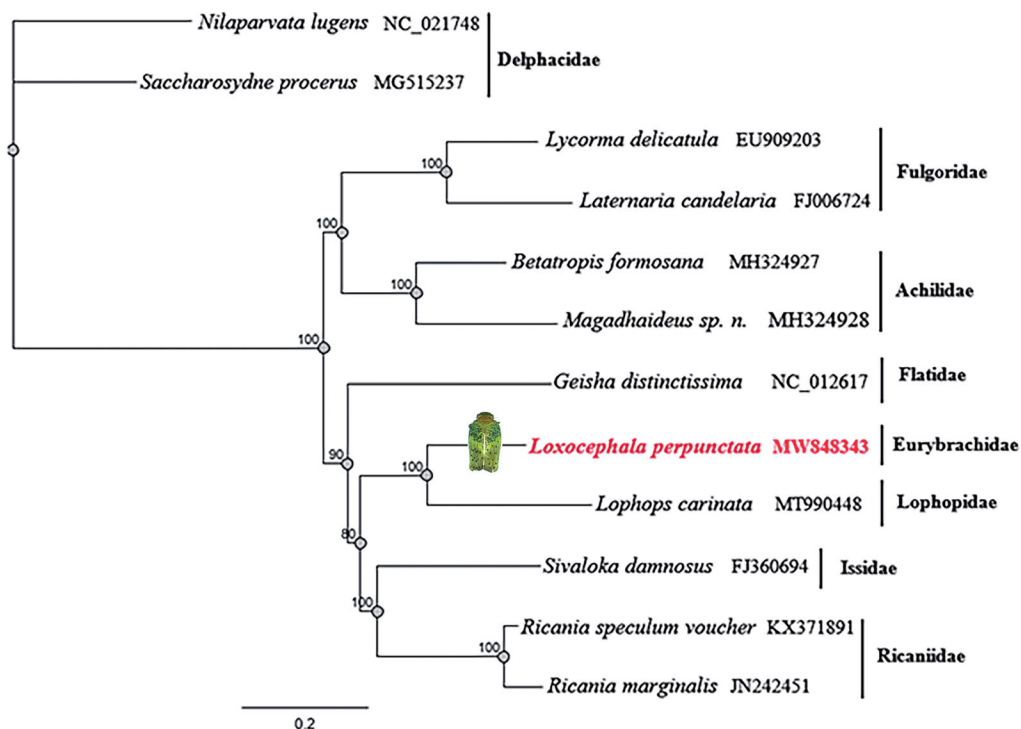 Nilaparvata lugens NC_021748
Delphacidae
Saccharosydne procerus MG515237
Lycorma delicatula EU909203
100
Fulgoridae
Laternaria candelaria FJ006724
100
Betatropis formosana MH324927
100
Achilidae
Magadhaideus sp. n. MH324928
100
Geisha distinctissima NC_012617
Flatidae
Loxocephala perpunctata MW848343
Eurybrachidae
90
100
Lophops carinata MT990448
Lophopidae
80
Sivaloka damnosus FJ360694
Issidae
100
Ricania speculum voucher KX371891
100
Ricaniidae
Ricania marginalis JN242451
0.2